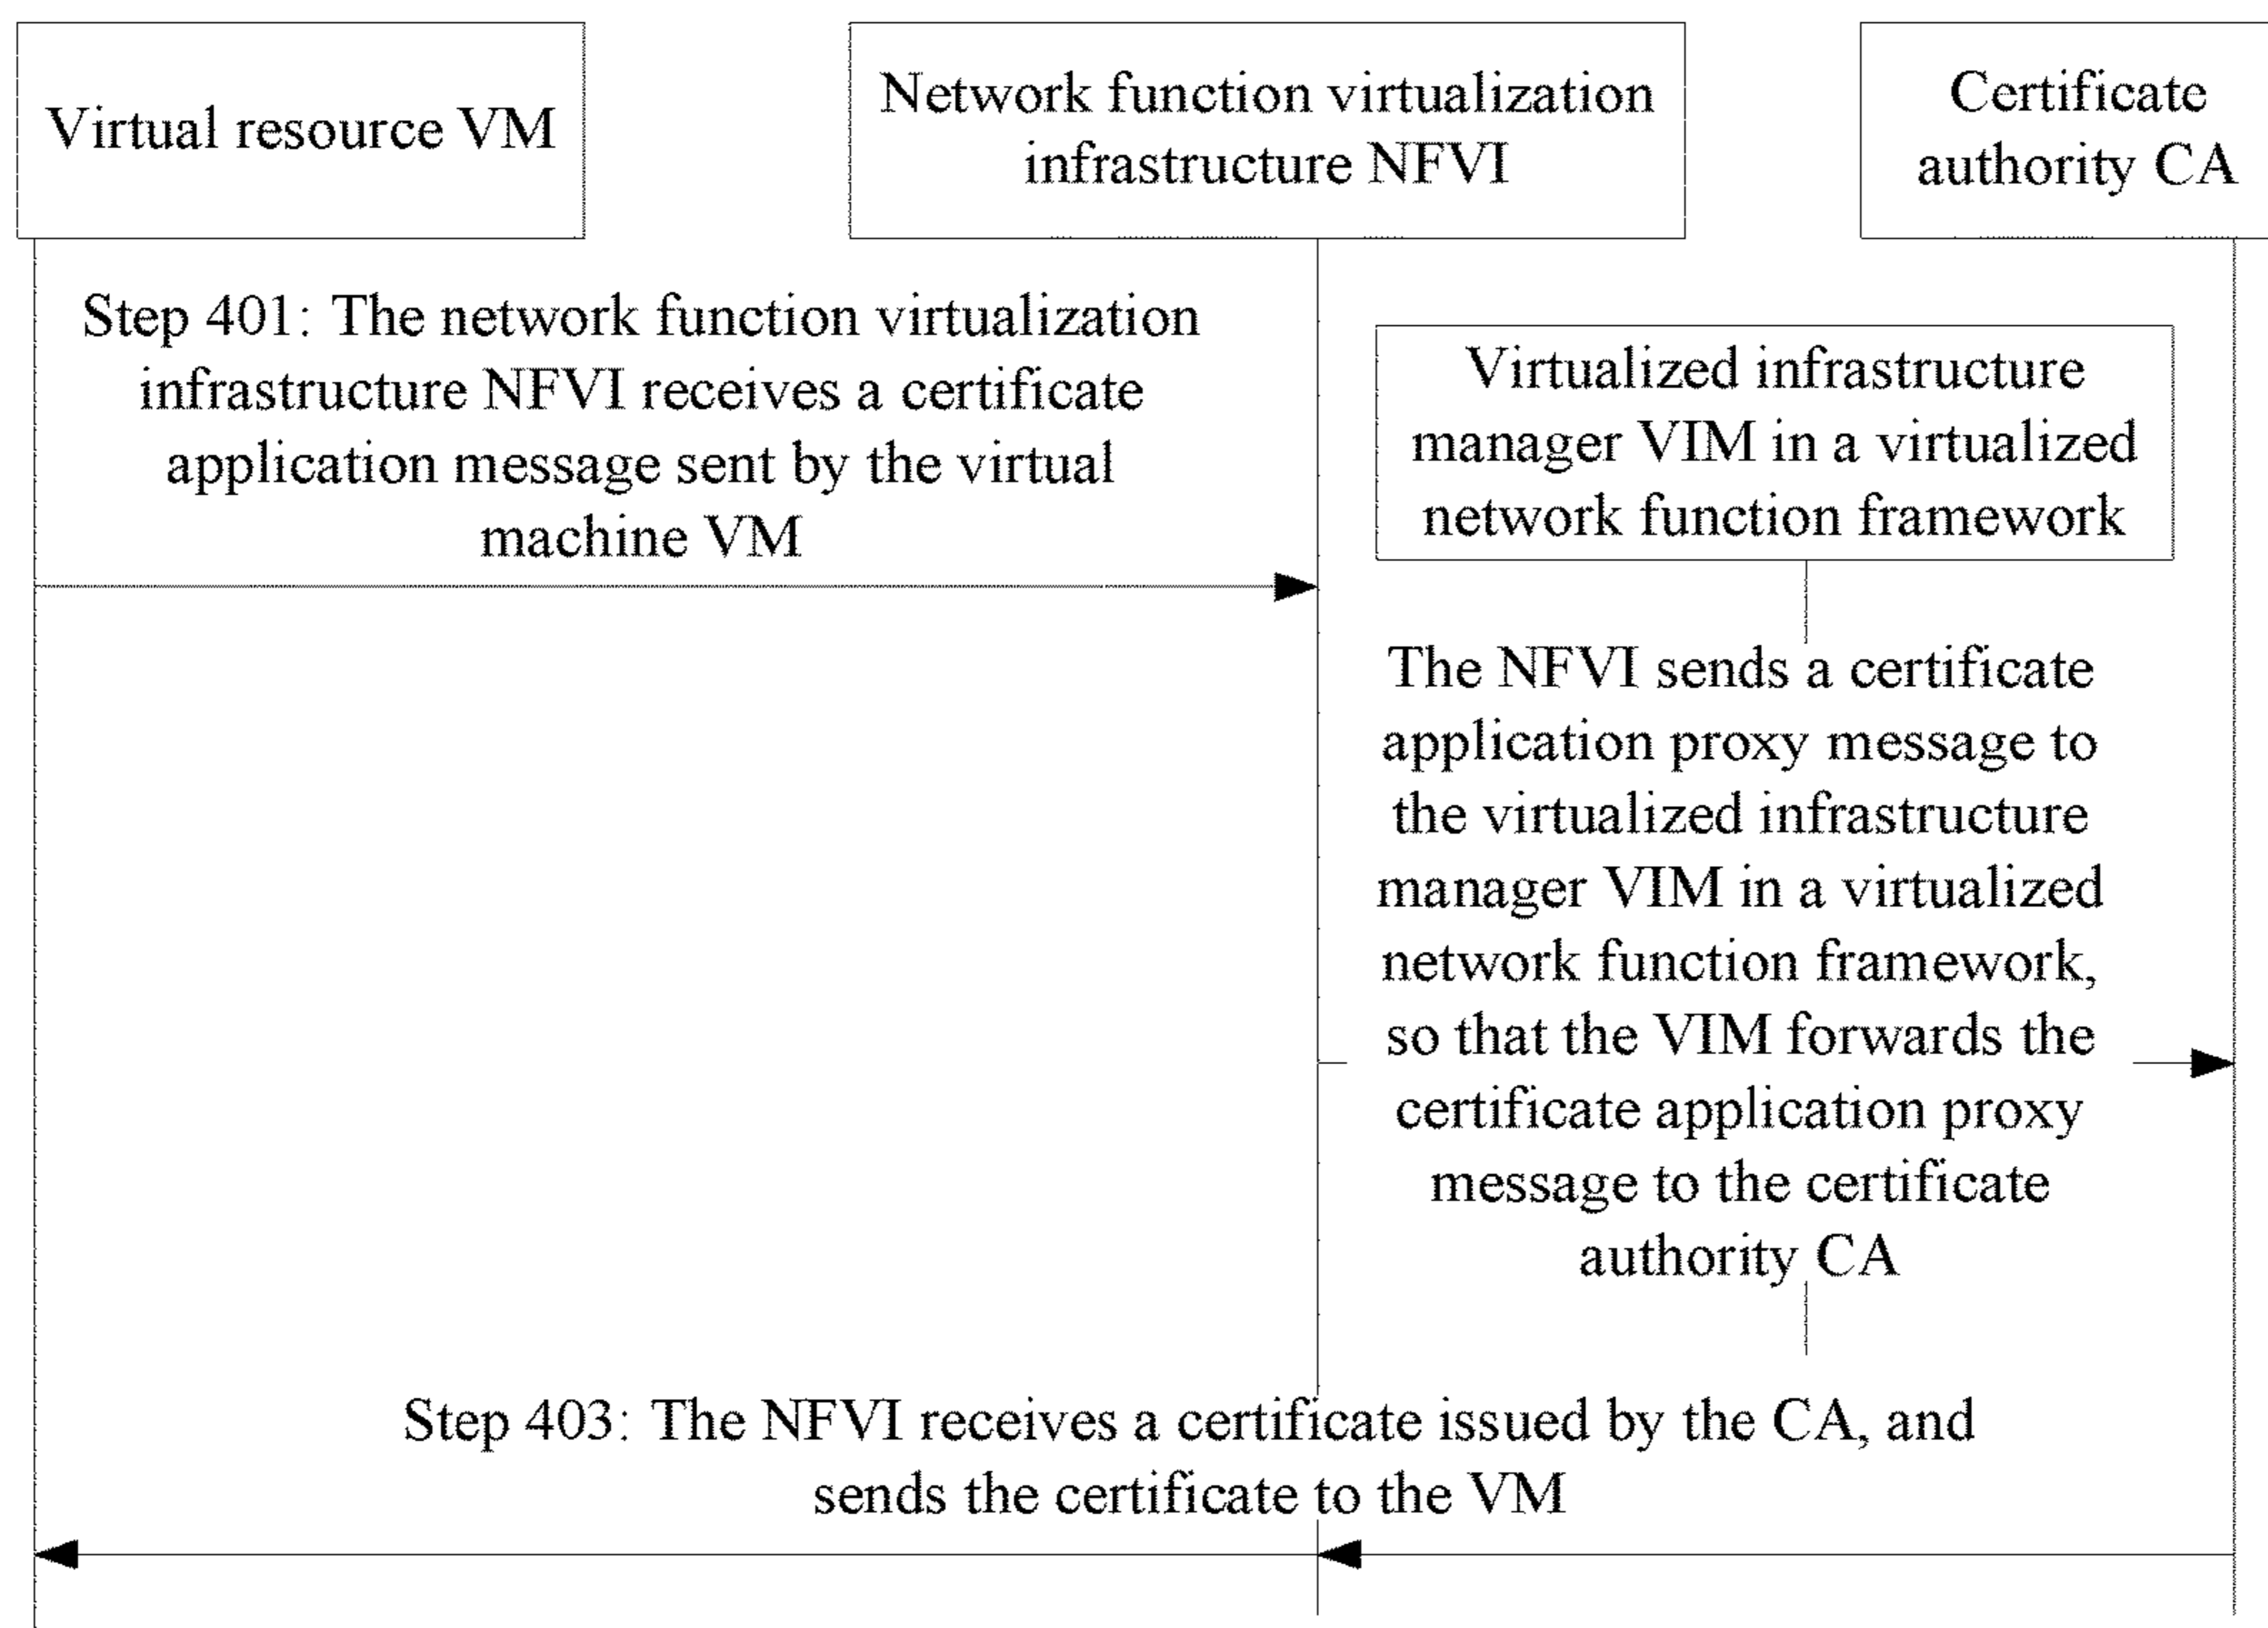 Virtual resource VM
Network function virtualization
infrastructure NFVI
Certificate
authority CA
Step 401: The network function virtualization
infrastructure NFVI receives a certificate
application message sent by the virtual
machine VM
Virtualized infrastructure
manager VIM in a virtualized
network function framework
The NFVI sends a certificate
application proxy message to
the virtualized infrastructure
manager VIM in a virtualized
network function framework,
so that the VIM forwards the
certificate application proxy
message to the certificate
authority CA
Step 403: The NFVI receives a certificate issued by the CA, and
sends the certificate to the VM